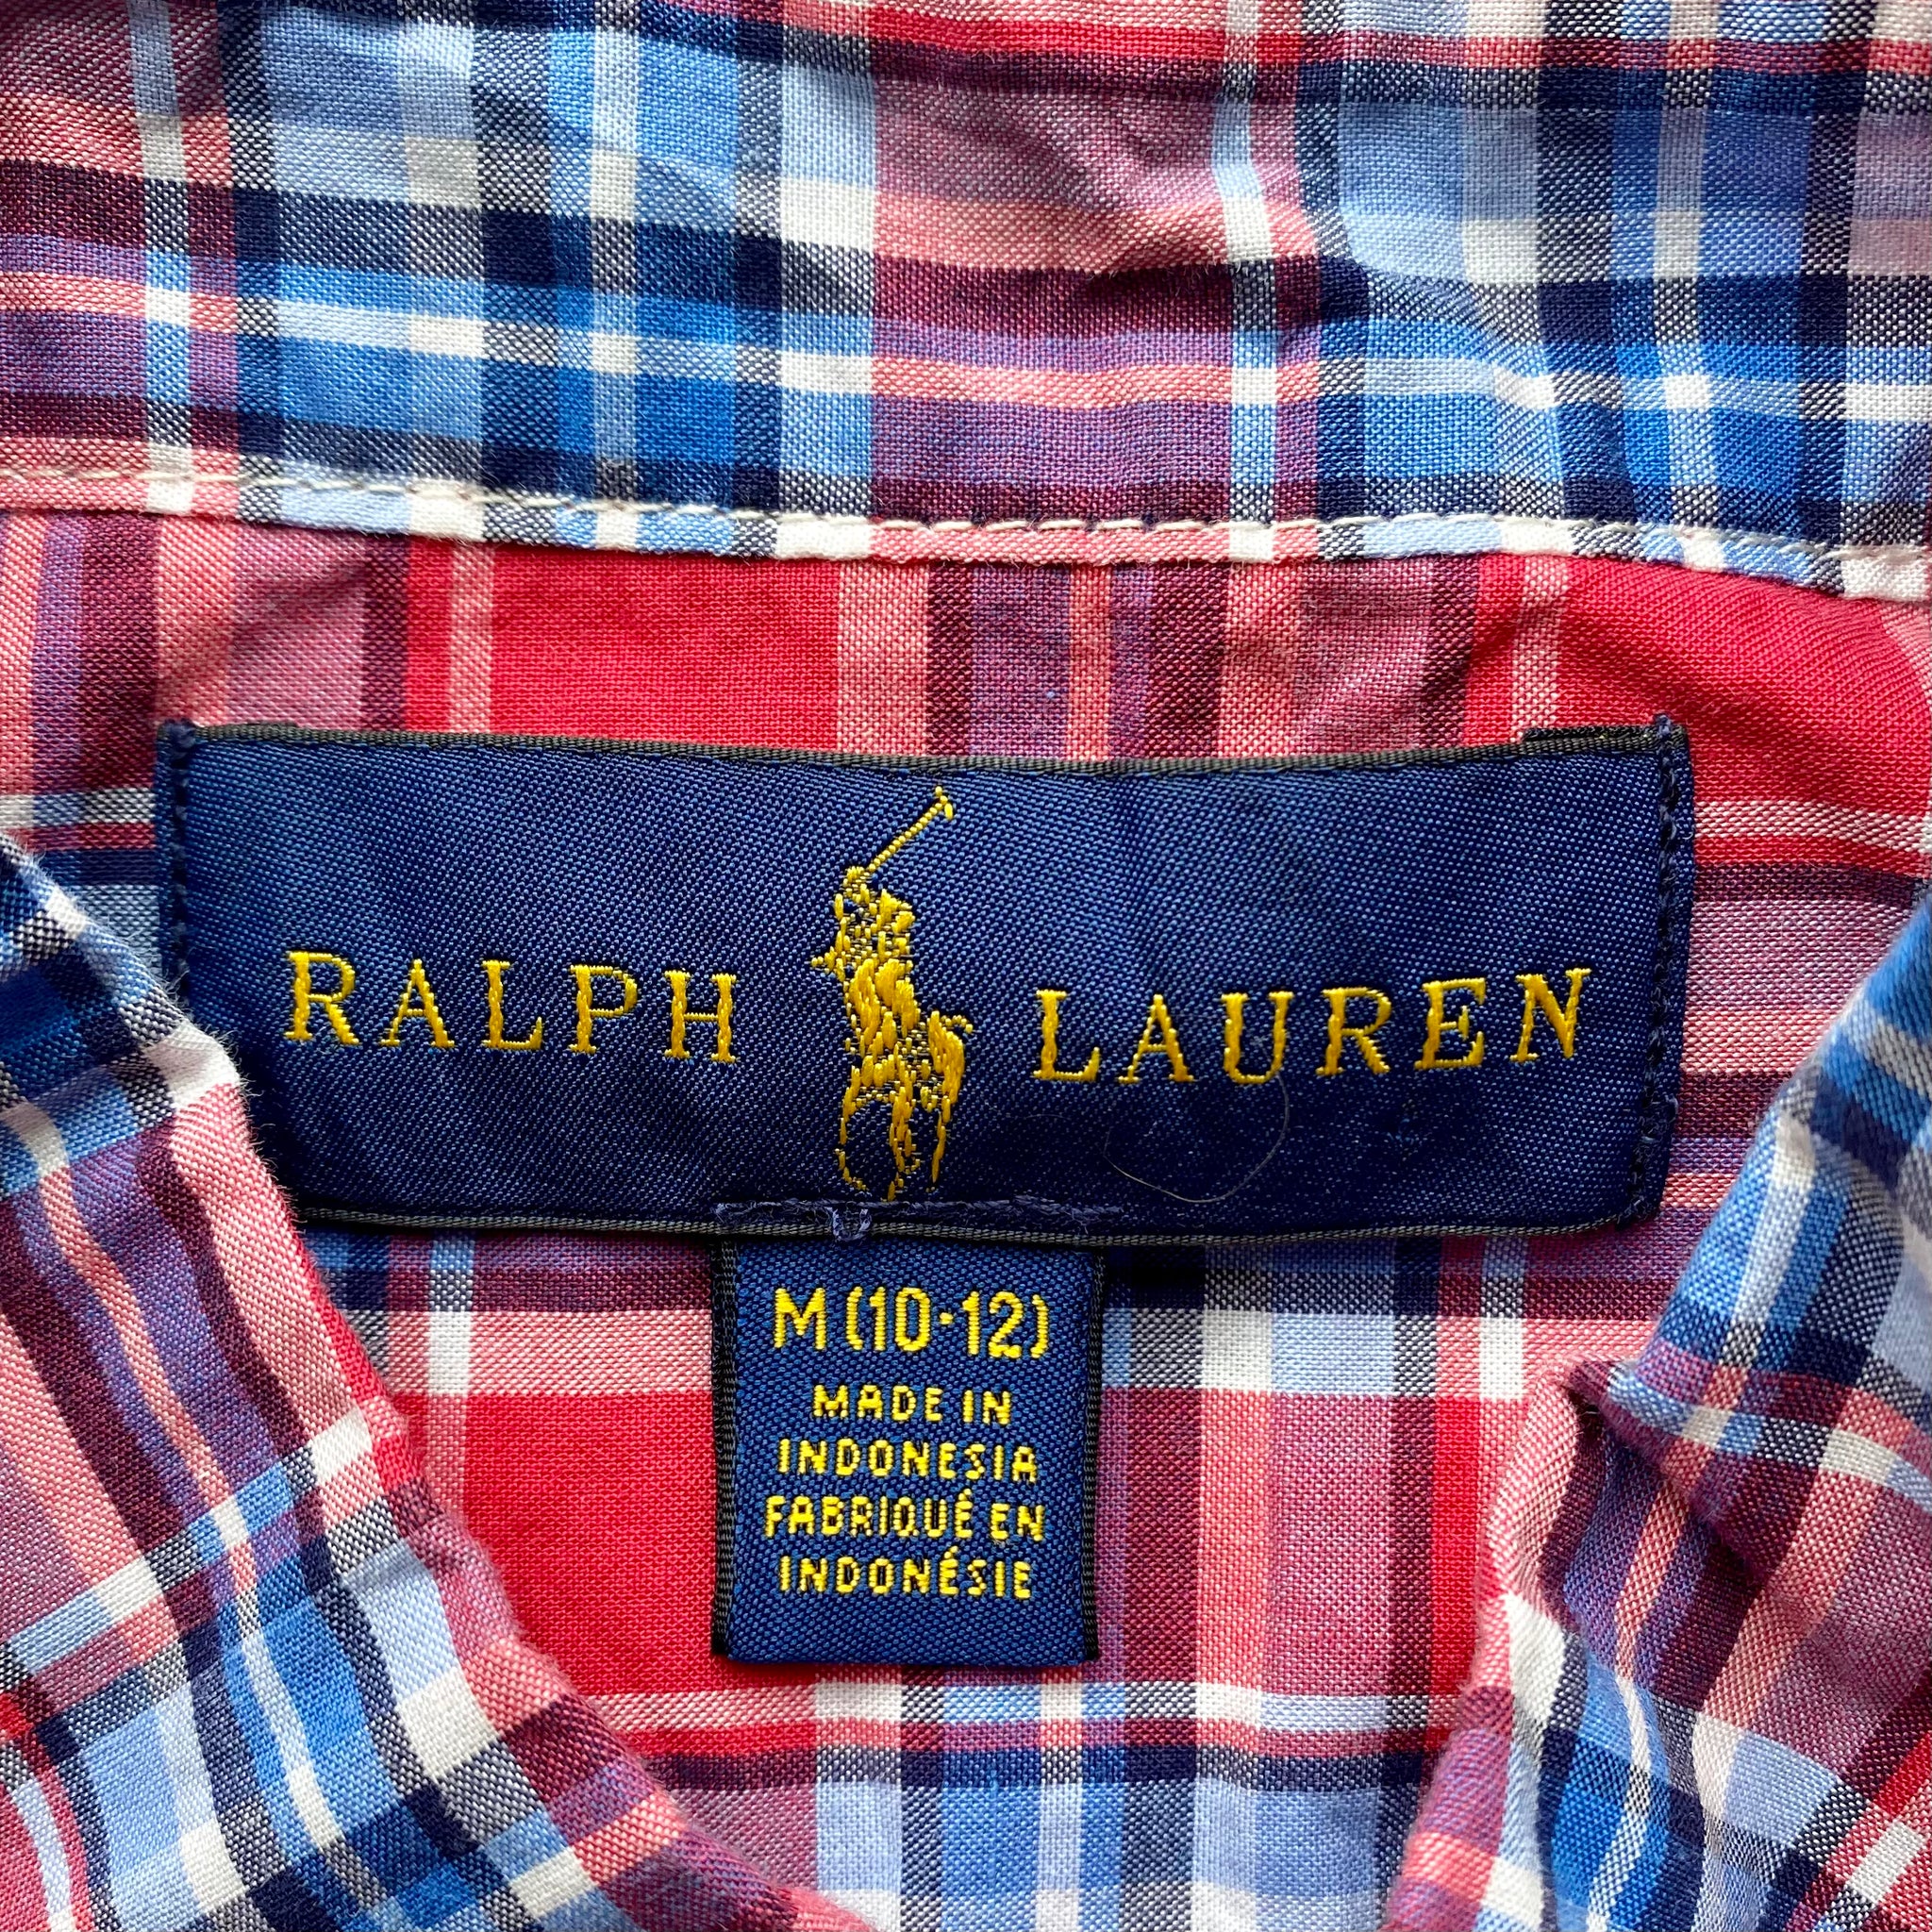 RALPH LAUREN
M (10·12)
MADE IN
INDONESIA
FABRIQUÉ EN
INDONÉSIE